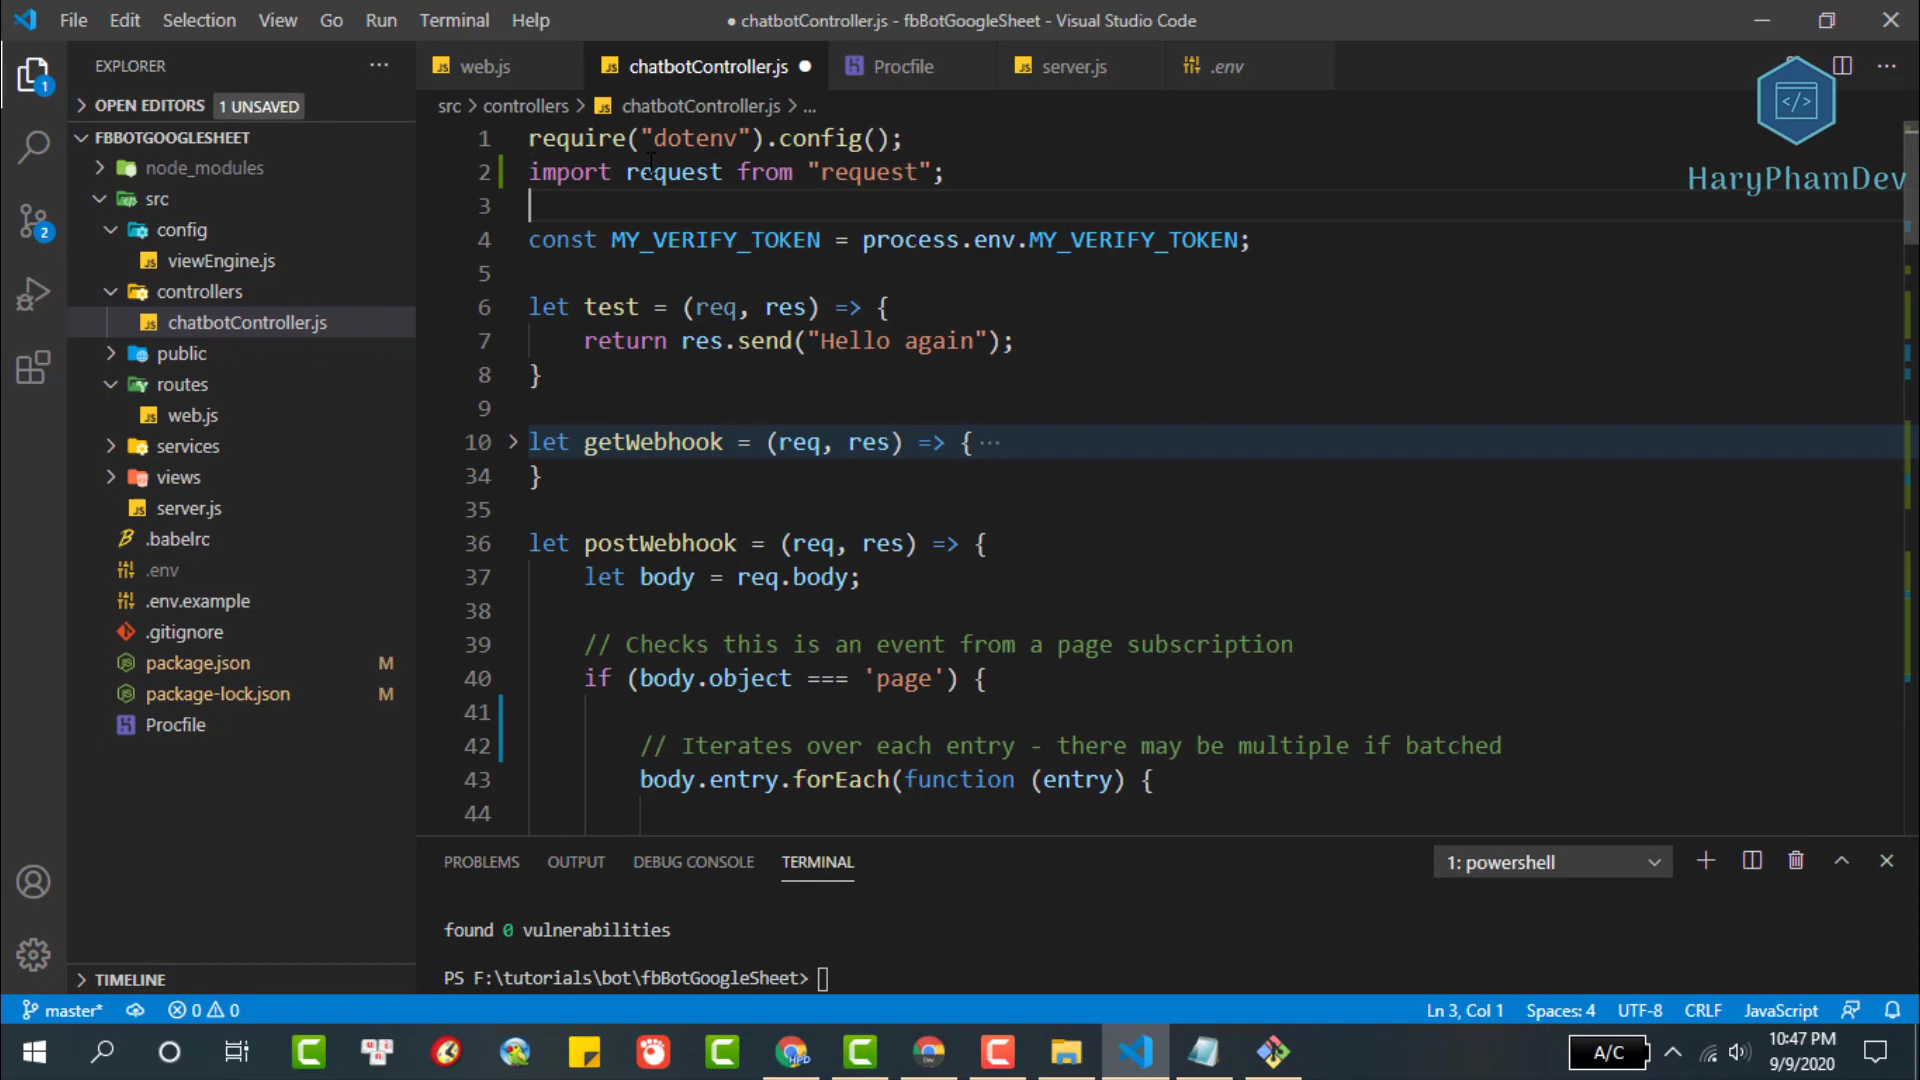 File Edit Selection View Go Run Terminal Help
● chatbotController.js - fbBotGoogleSheet - Visual Studio Code
EXPLORER
OPEN EDITORS 1 UNSAVED
FBBOTGOOGLESHEET
node_modules
src
config
viewEngine.js
controllers
chatbotController.js
public
routes
web.js
services
views
server.js
.babelrc
.env
.env.example
.gitignore
package.json M
package-lock.json M
Procfile
TIMELINE
1
2
web.js chatbotController.js Procfile server.js .env
src > controllers > chatbotController.js > ...
HaryPhamDev
1 require("dotenv").config();
2 import request from "request";
3
4 const MY_VERIFY_TOKEN = process.env.MY_VERIFY_TOKEN;
5
6 let test = (req, res) => {
7 return res.send("Hello again");
8 }
9
10 let getWebhook = (req, res) => { ...
34 }
35
36 let postWebhook = (req, res) => {
37 let body = req.body;
38
39 // Checks this is an event from a page subscription
40 if (body.object === 'page') {
41
42 // Iterates over each entry - there may be multiple if batched
43 body.entry.forEach(function (entry) {
44
PROBLEMS OUTPUT DEBUG CONSOLE TERMINAL
1: powershell
found 0 vulnerabilities
PS F:\tutorials\bot\fbBotGoogleSheet>
master* 0 0
Ln 3, Col 1 Spaces: 4 UTF-8 CRLF JavaScript
A/C
10:47 PM
9/9/2020